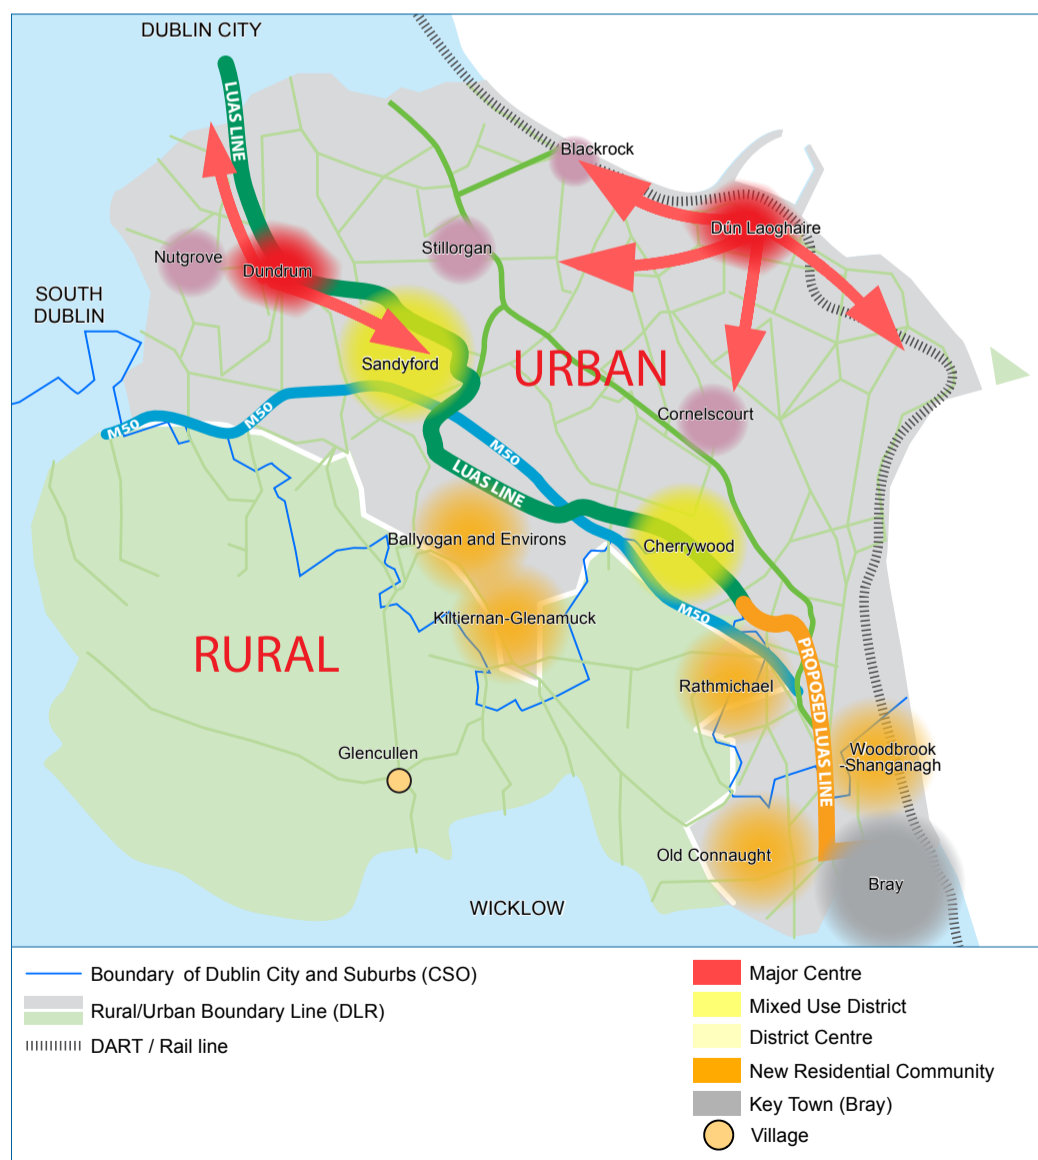 DUBLIN CITY
LUAS LINE
Blackrock
Dún Laoghaire
Stillorgan
Nutgrove
Dundrum
SOUTH
DUBLIN
Sandyford
URBAN
Cornelscourt
M50
M50
M50
LUAS LINE
Ballyogan and Environs
Cherrywood
Kiltiernan-Glenamuck
M50
RURAL
Rathmichael
PROPOSED LUAS LINE
Glencullen
Woodbrook
-Shanganagh
Old Connaught
Bray
WICKLOW
Boundary of Dublin City and Suburbs (CSO)
Rural/Urban Boundary Line (DLR)
DART / Rail line
Major Centre
Mixed Use District
District Centre
New Residential Community
Key Town (Bray)
Village